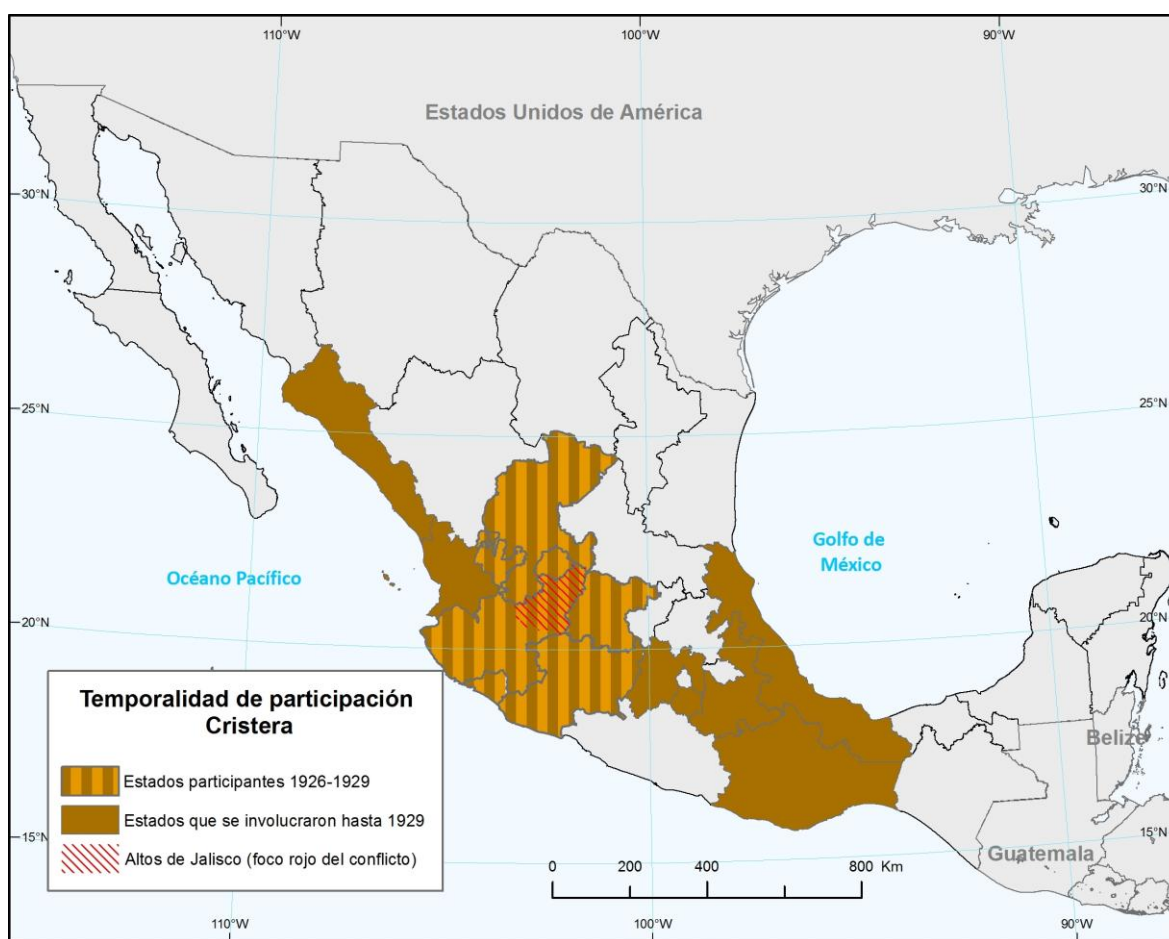 110°W
100°W
90°W
Estados Unidos de América
30°N
30°N
25°N
25°N
Golfo de
México
Océano Pacífico
20°N
20°N
Temporalidad de participación
Cristera
Estados participantes 1926-1929
Estados que se involucraron hasta 1929
Altos de Jalisco (foco rojo del conflicto)
Belize
15°N
15°N
Guatemala
0 200 400 800 Km
110°W
100°W
90°W